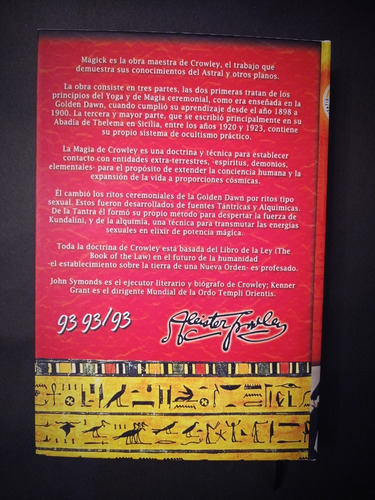 Magick es la obra maestra de Crowley, el trabajo que
demuestra sus conocimientos del Astral y otros planos.
La obra consiste en tres partes, las dos primeras tratan de los
principios del Yoga y de Magia ceremonial, como era enseñada en la
Golden Dawn, cuando cumplió su aprendizaje desde el año 1898 a
1900. La tercera y mayor parte, que se escribió principalmente en su
Abadía de Thelema en Sicilia, entre los años 1920 y 1923, contiene
su propio sistema de ocultismo práctico.
La Magia de Crowley es una doctrina y técnica para establecer
contacto con entidades extra-terrestres, -espíritus, demonios,
elementales- para el propósito de extender la conciencia humana y la
expansión de la vida a proporciones cósmicas.
Él cambió los ritos ceremoniales de la Golden Dawn por ritos tipo
sexual. Estos fueron desarrollados de fuentes Tántricas y Alquímicas.
De la Tantra él formó su propio método para despertar la fuerza de
Kundalini, y de la alquimia, una técnica para transmutar las energías
sexuales en elixir de potencia mágica.
Toda la doctrina de Crowley está basada del Libro de la Ley (The
Book of the Law) en el futuro de la humanidad
-el establecimiento sobre la tierra de una Nueva Orden- es profesado.
John Symonds es el ejecutor literario y biógrafo de Crowley; Kenner
Grant es el dirigente Mundial de la Ordo Templi Orientis.
93 93/93
Aleister Crowley